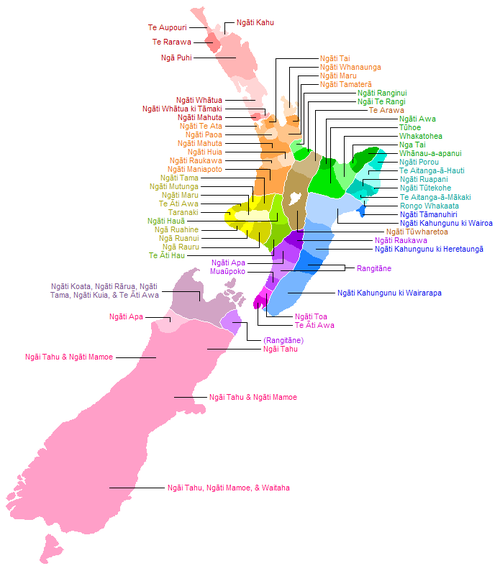 Te Aupouri
Te Rarawa
Ngā Puhi
Ngāti Kahu
Ngāti Whātua
Ngāti Whātua ki Tāmaki
Ngāti Mahuta
Ngāti Te Ata
Ngāti Paoa
Ngāti Mahuta
Ngāti Huia
Ngāti Raukawa
Ngāti Maniapoto
Ngāti Tama
Ngāti Mutunga
Ngāti Maru
Te Āti Awa
Taranaki
Ngāti Hauā
Ngā Ruahine
Ngā Ruanui
Ngā Rauru
Te Āti Hau
Ngāti Apa
Muaūpoko
Ngāti Tai
Ngāti Whanaunga
Ngāti Maru
Ngāti Tamaterā
Ngāti Ranginui
Ngāi Te Rangi
Te Arawa
Ngāti Awa
Tūhoe
Whakatohea
Nga Tai
Whānau-a-apanui
Ngāti Porou
Te Aitanga-ā-Hauti
Ngāti Ruapani
Ngāti Tūtekohe
Te Aitanga-ā-Mākaki
Rongo Whakaata
Ngāti Tāmanuhiri
Ngāti Kahungunu ki Wairoa
Ngāti Tūwharetoa
Ngāti Raukawa
Ngāti Kahungunu ki Heretaungā
Rangitāne
Ngāti Kahungunu ki Wairarapa
Ngāti Toa
Te Āti Awa
(Rangitāne)
Ngāi Tahu
Ngāti Koata, Ngāti Rārua, Ngāti
Tama, Ngāti Kuia, & Te Āti Awa
Ngāti Apa
Ngāi Tahu & Ngāti Mamoe
Ngāi Tahu & Ngāti Mamoe
Ngāi Tahu, Ngāti Mamoe, & Waitaha